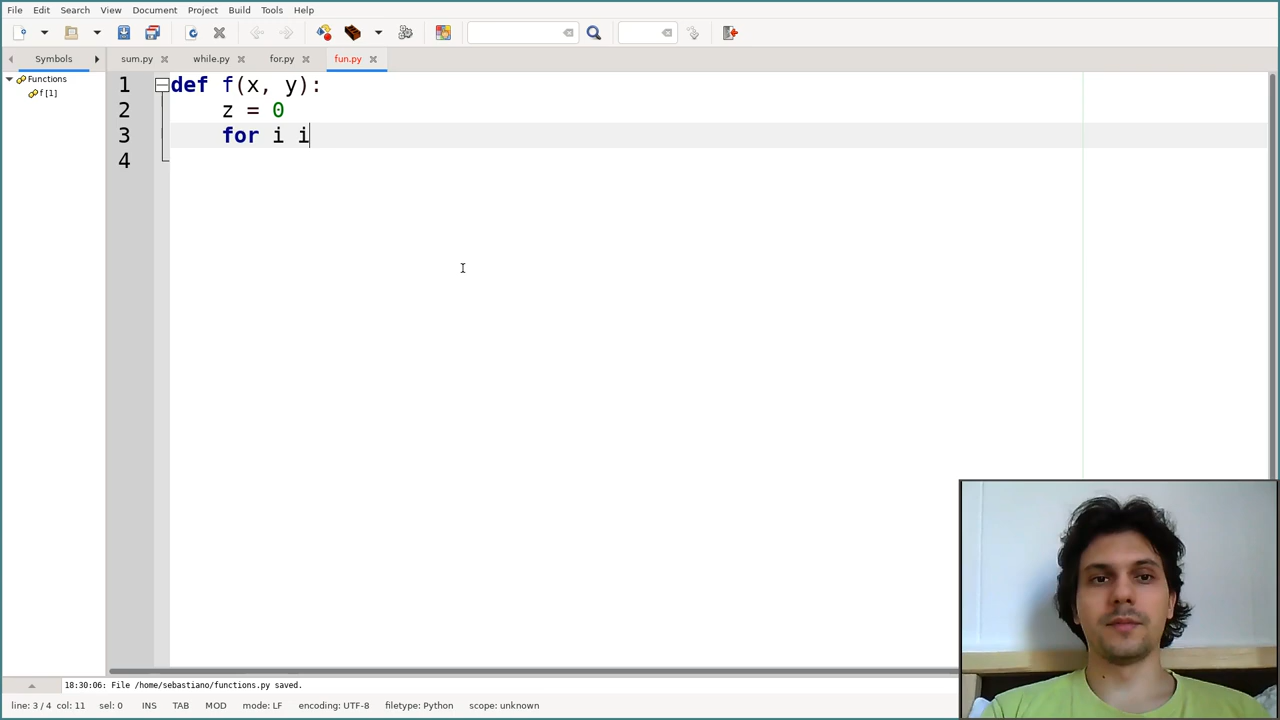 File Edit Search View Document Project Build Tools Help
Symbols sum.py while.py for.py fun.py
Functions
f [1]
1 def f(x, y):
2 z = 0
3 for i i
4
18:30:06: File /home/sebastiano/functions.py saved.
line: 3 / 4 col: 11 sel: 0 INS TAB MOD mode: LF encoding: UTF-8 filetype: Python scope: unknown